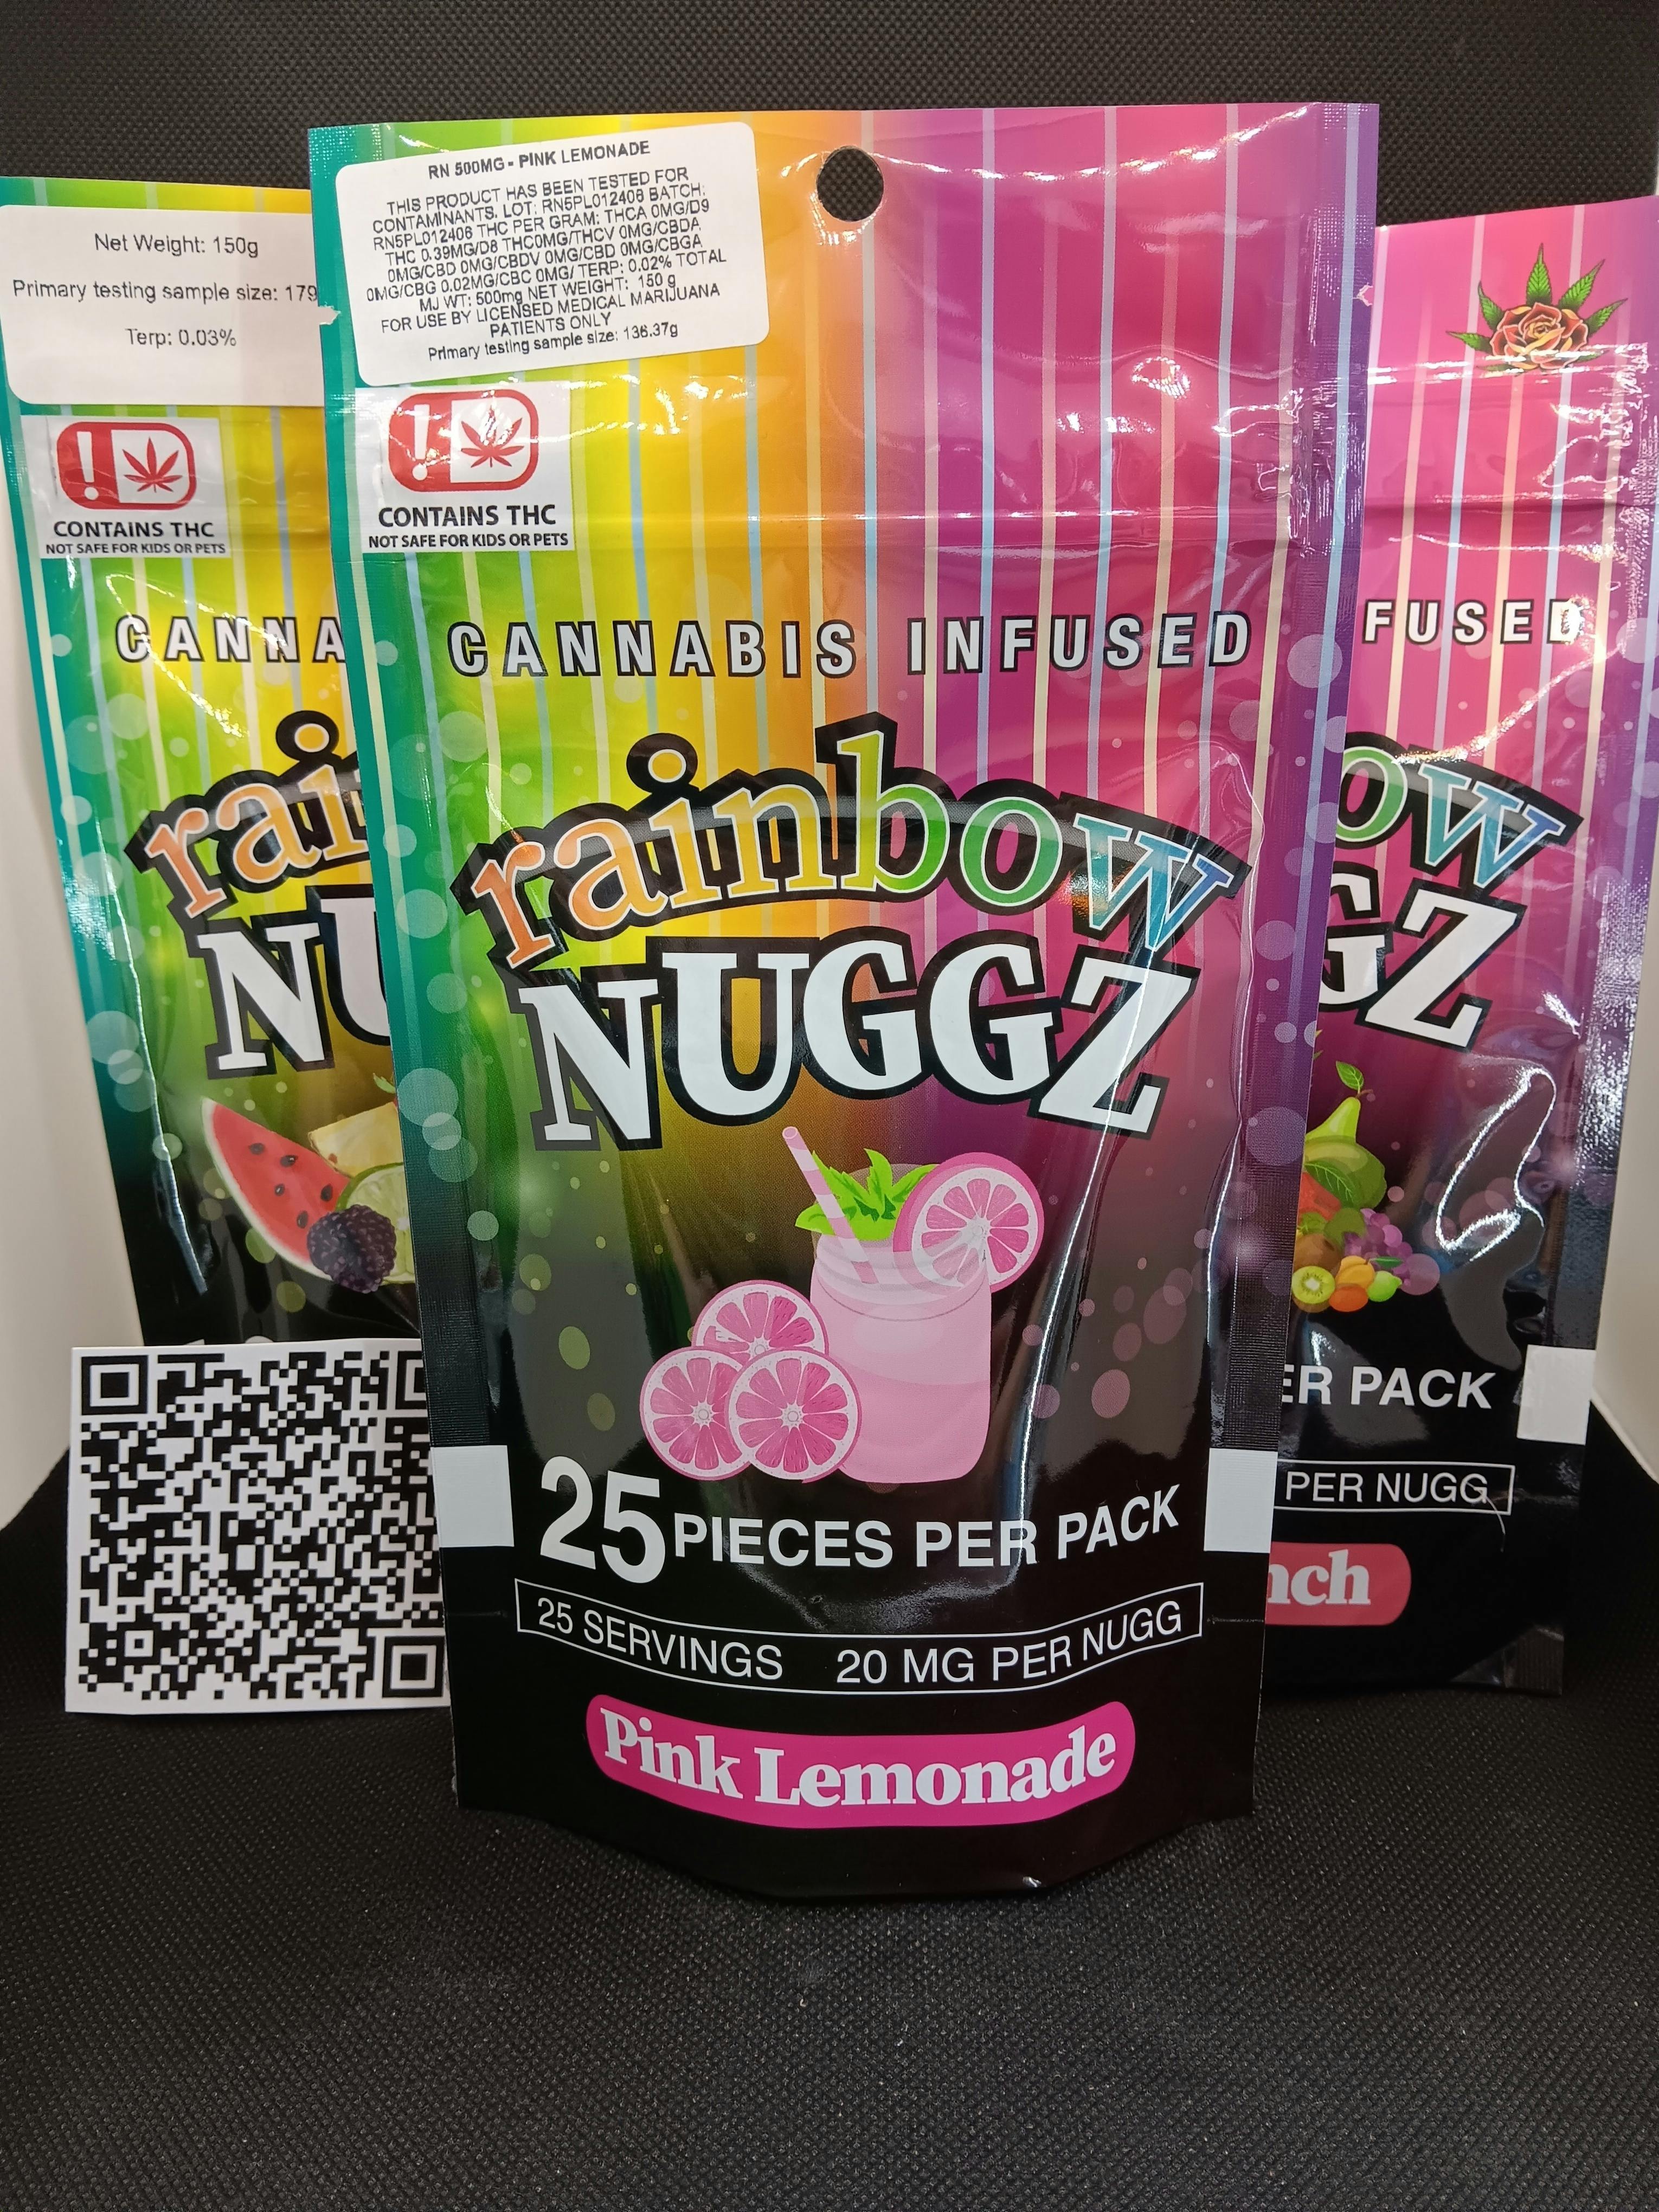 RN 500MG - PINK LEMONADE
THIS PRODUCT HAS BEEN TESTED FOR
CONTAMINANTS. LOT: RN5PL012406 BATCH:
RN5PL012406 THC PER GRAM: THCA 0MG/D9
THC 0.39MG/D8 THC0MG/THCV 0MG/CBDA
0MG/CBD 0MG/CBDV 0MG/CBD 0MG/CBGA
0MG/CBG 0.02MG/CBC 0MG/ TERP: 0.02% TOTAL
MJ WT: 500mg NET WEIGHT: 150 g
FOR USE BY LICENSED MEDICAL MARIJUANA
PATIENTS ONLY
Primary testing sample size: 136.37g
CONTAINS THC
NOT SAFE FOR KIDS OR PETS
CANNABIS INFUSED
rainbow
NUGGZ
25 PIECES PER PACK
25 SERVINGS 20 MG PER NUGG
Pink Lemonade
Net Weight: 150g
Primary testing sample size: 179
Terp: 0.03%
CONTAINS THC
NOT SAFE FOR KIDS OR PETS
CANNA
rai
NU
FUSED
ow
GZ
ER PACK
PER NUGG
nch